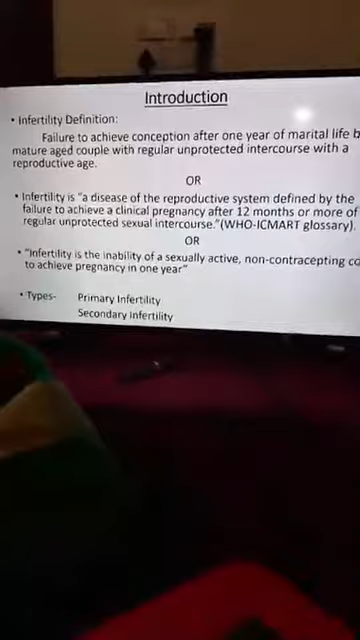 Introduction
• Infertility Definition:
Failure to achieve conception after one year of marital life b
mature aged couple with regular unprotected intercourse with a
reproductive age.
OR
• Infertility is "a disease of the reproductive system defined by the
failure to achieve a clinical pregnancy after 12 months or more of
regular unprotected sexual intercourse."(WHO-ICMART glossary).
OR
• "Infertility is the inability of a sexually active, non-contracepting co
to achieve pregnancy in one year"
• Types- Primary Infertility
Secondary Infertility